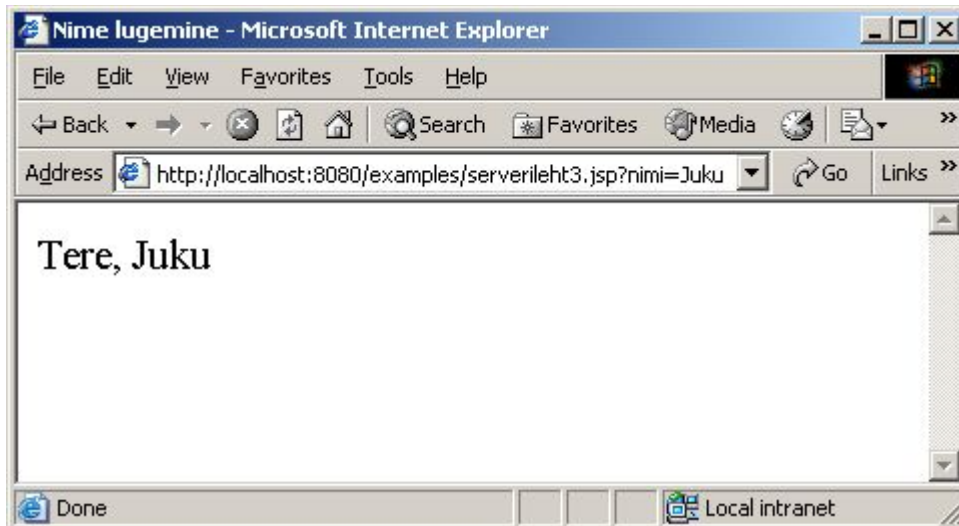 Nime lugemine - Microsoft Internet Explorer
File Edit View Favorites Tools Help
Back Search Favorites Media »
Address http://localhost:8080/examples/serverileht3.jsp?nimi=Juku Go Links »
Tere, Juku
Done Local intranet